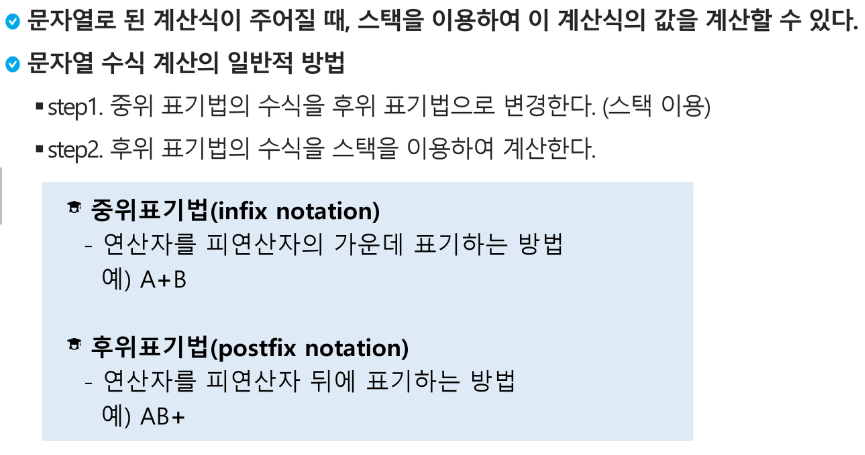 문자열로 된 계산식이 주어질 때, 스택을 이용하여 이 계산식의 값을 계산할 수 있다.
문자열 수식 계산의 일반적 방법
▪step1. 중위 표기법의 수식을 후위 표기법으로 변경한다. (스택 이용)
▪step2. 후위 표기법의 수식을 스택을 이용하여 계산한다.
중위표기법(infix notation)
- 연산자를 피연산자의 가운데 표기하는 방법
예) A+B
후위표기법(postfix notation)
- 연산자를 피연산자 뒤에 표기하는 방법
예) AB+